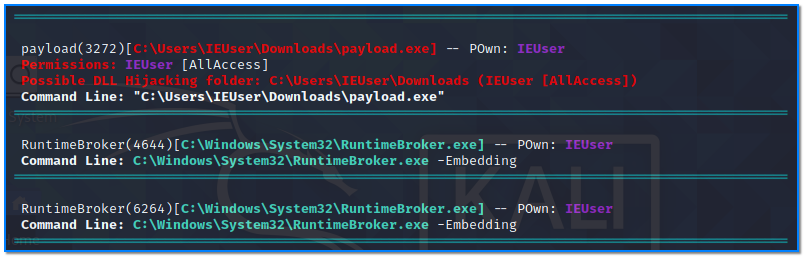 payload(3272)[C:\Users\IEUser\Downloads\payload.exe] -- POwn: IEUser
Permissions: IEUser [AllAccess]
Possible DLL Hijacking folder: C:\Users\IEUser\Downloads (IEUser [AllAccess])
Command Line: "C:\Users\IEUser\Downloads\payload.exe"
System
RuntimeBroker(4644)[C:\Windows\System32\RuntimeBroker.exe] -- POwn: IEUser
Command Line: C:\Windows\System32\RuntimeBroker.exe -Embedding
KALI
RuntimeBroker(6264)[C:\Windows\System32\RuntimeBroker.exe] -- POwn: IEUser
Command Line: C:\Windows\System32\RuntimeBroker.exe -Embedding